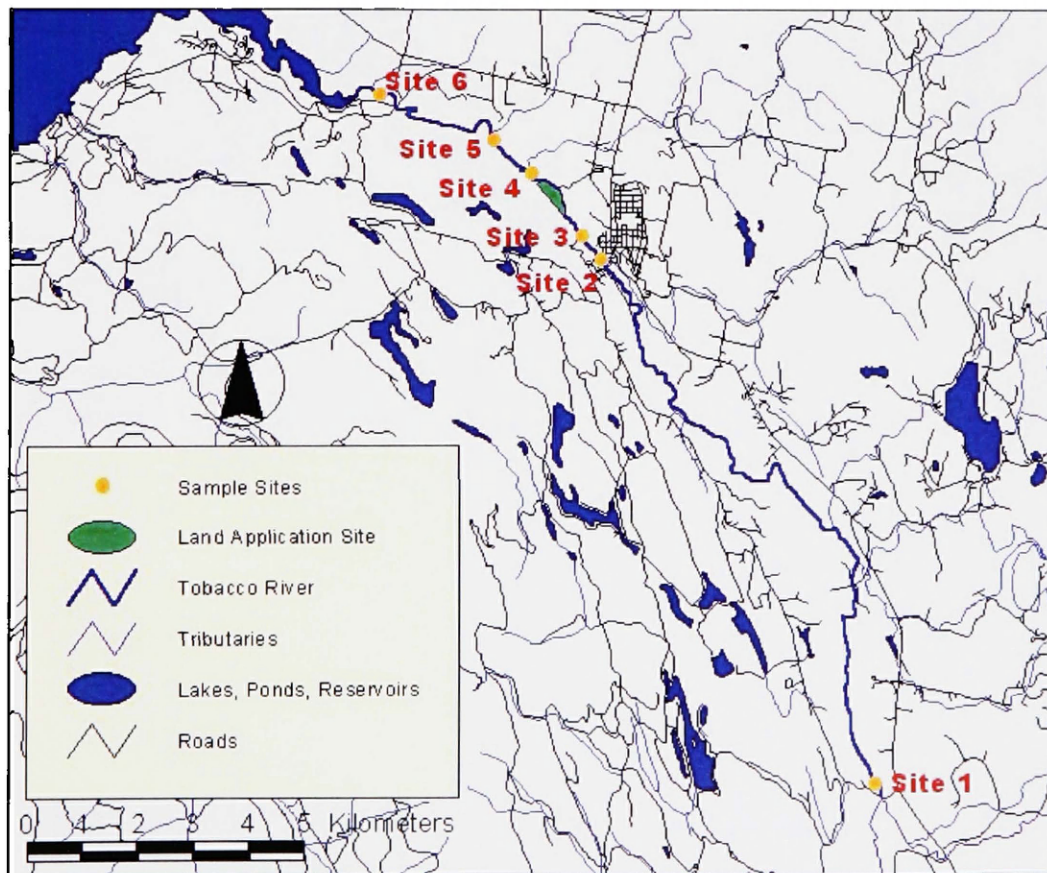 Site 6
Site 5
Site 4
Site 3
Site 2
Site 1
Sample Sites
Land Application Site
Tobacco River
Tributaries
Lakes, Ponds, Reservoirs
Roads
0 1 2 3 4 5 Kilometers